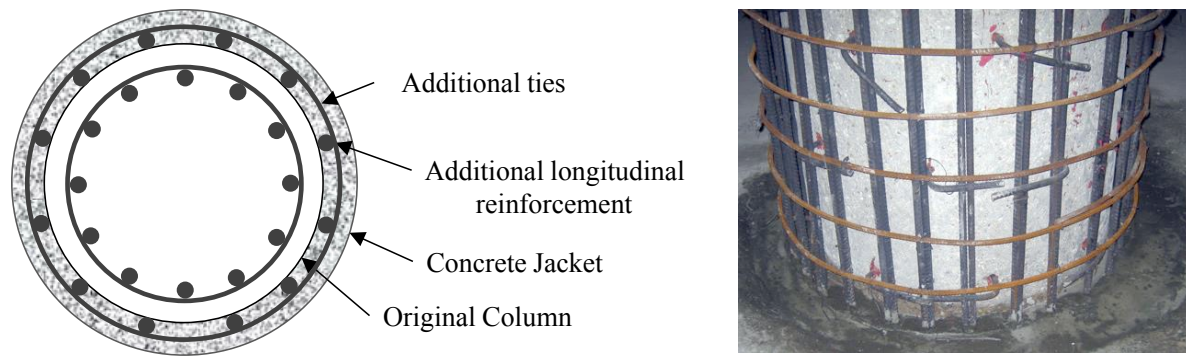 Additional ties
Additional longitudinal
reinforcement
Concrete Jacket
Original Column